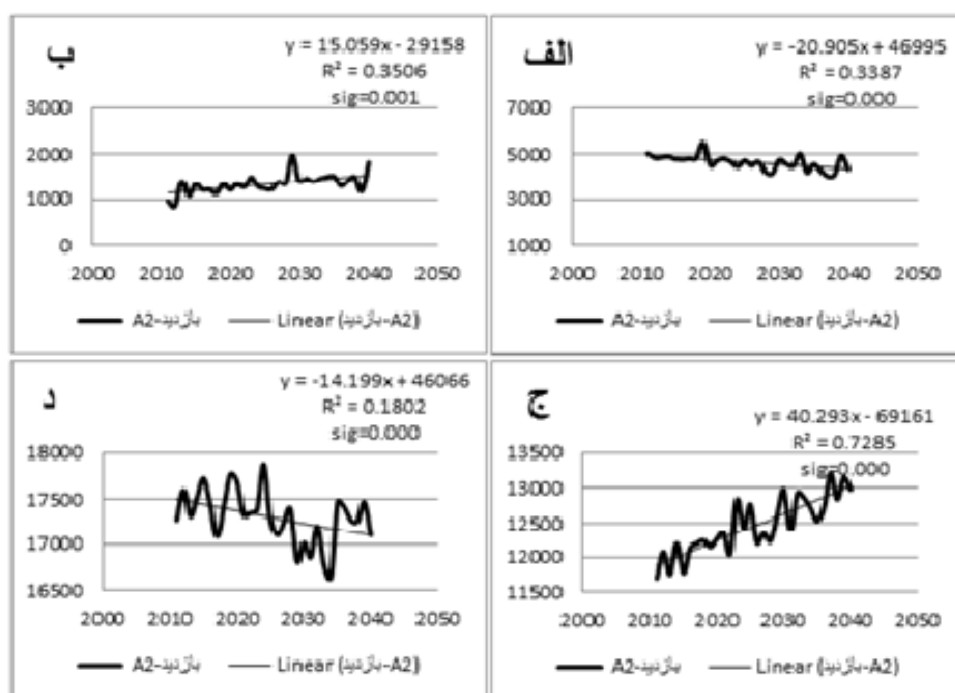 الف
y = -20.905x + 46995
R² = 0.3387
sig=0.000
7000
5000
3000
1000
2000 2010 2020 2030 2040 2050
بازدید-A2 Linear (بازدید-A2)
ب
y = 15.059x - 29158
R² = 0.3506
sig=0.001
3000
2000
1000
0
2000 2010 2020 2030 2040 2050
بازدید-A2 Linear (بازدید-A2)
ج
y = 40.293x - 69161
R² = 0.7285
sig=0.000
13500
13000
12500
12000
11500
2000 2010 2020 2030 2040 2050
بازدید-A2 Linear (بازدید-A2)
د
y = -14.199x + 46066
R² = 0.1802
sig=0.000
18000
17500
17000
16500
2000 2010 2020 2030 2040 2050
بازدید-A2 Linear (بازدید-A2)